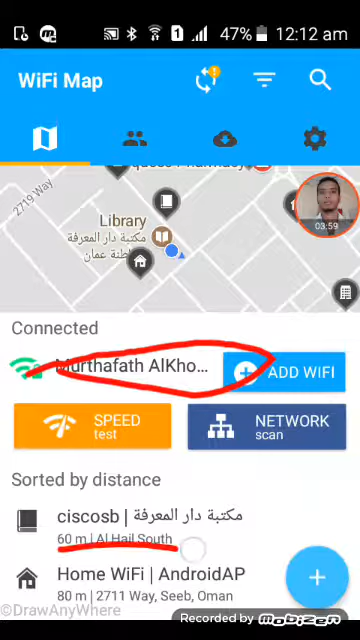 1 47% 12:12 am
WiFi Map
2719 Way
Library
مكتبة دار المعرفة
سلطنة عمان
03:59
Connected
Murthafath AlKho...
ADD WIFI
SPEED
test
NETWORK
scan
Sorted by distance
ciscosb | مكتبة دار المعرفة
60 m | Al Hail South
Home WiFi | AndroidAP
80 m | 2711 Way, Seeb, Oman
©DrawAnyWhere
Recorded by mobizen